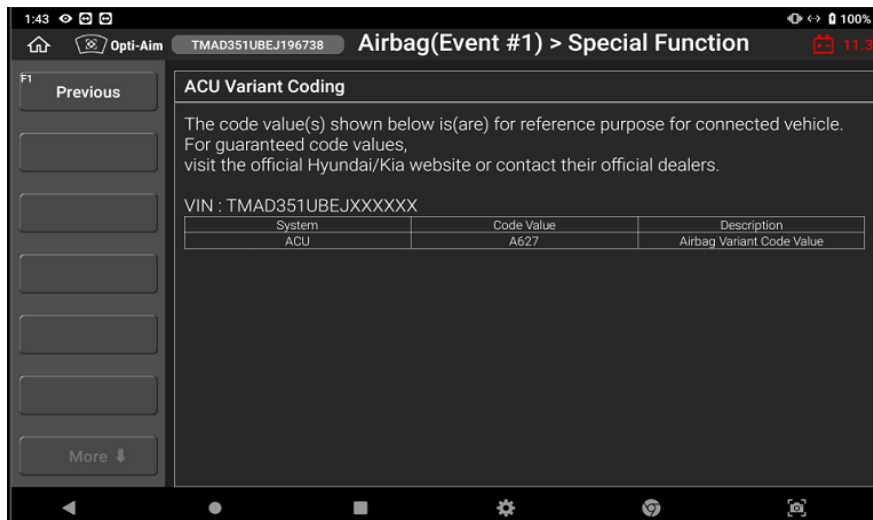 1:43 100%
Opti-Aim TMAD351UBEJ196738 Airbag(Event #1) > Special Function 11.3
F1 Previous
ACU Variant Coding
The code value(s) shown below is(are) for reference purpose for connected vehicle.
For guaranteed code values,
visit the official Hyundai/Kia website or contact their official dealers.
VIN : TMAD351UBEJXXXXXX
System Code Value Description
ACU A627 Airbag Variant Code Value
More